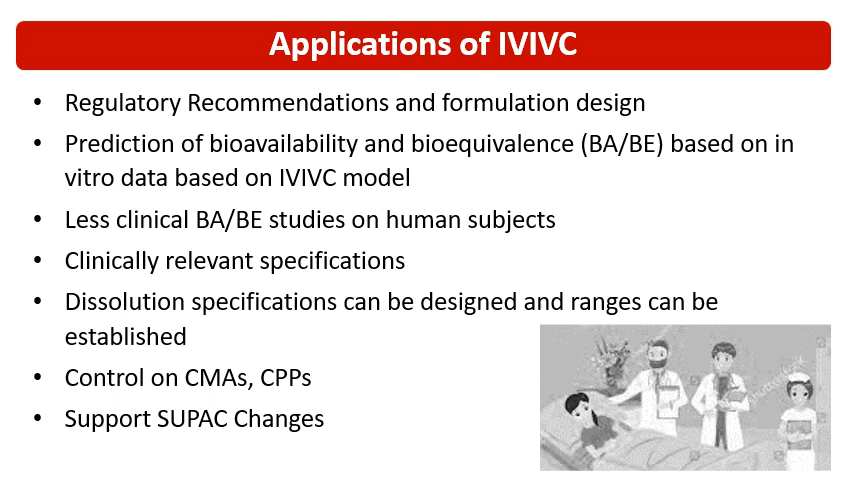 Applications of IVIVC
• Regulatory Recommendations and formulation design
• Prediction of bioavailability and bioequivalence (BA/BE) based on in
vitro data based on IVIVC model
• Less clinical BA/BE studies on human subjects
• Clinically relevant specifications
• Dissolution specifications can be designed and ranges can be
established
• Control on CMAs, CPPs
• Support SUPAC Changes